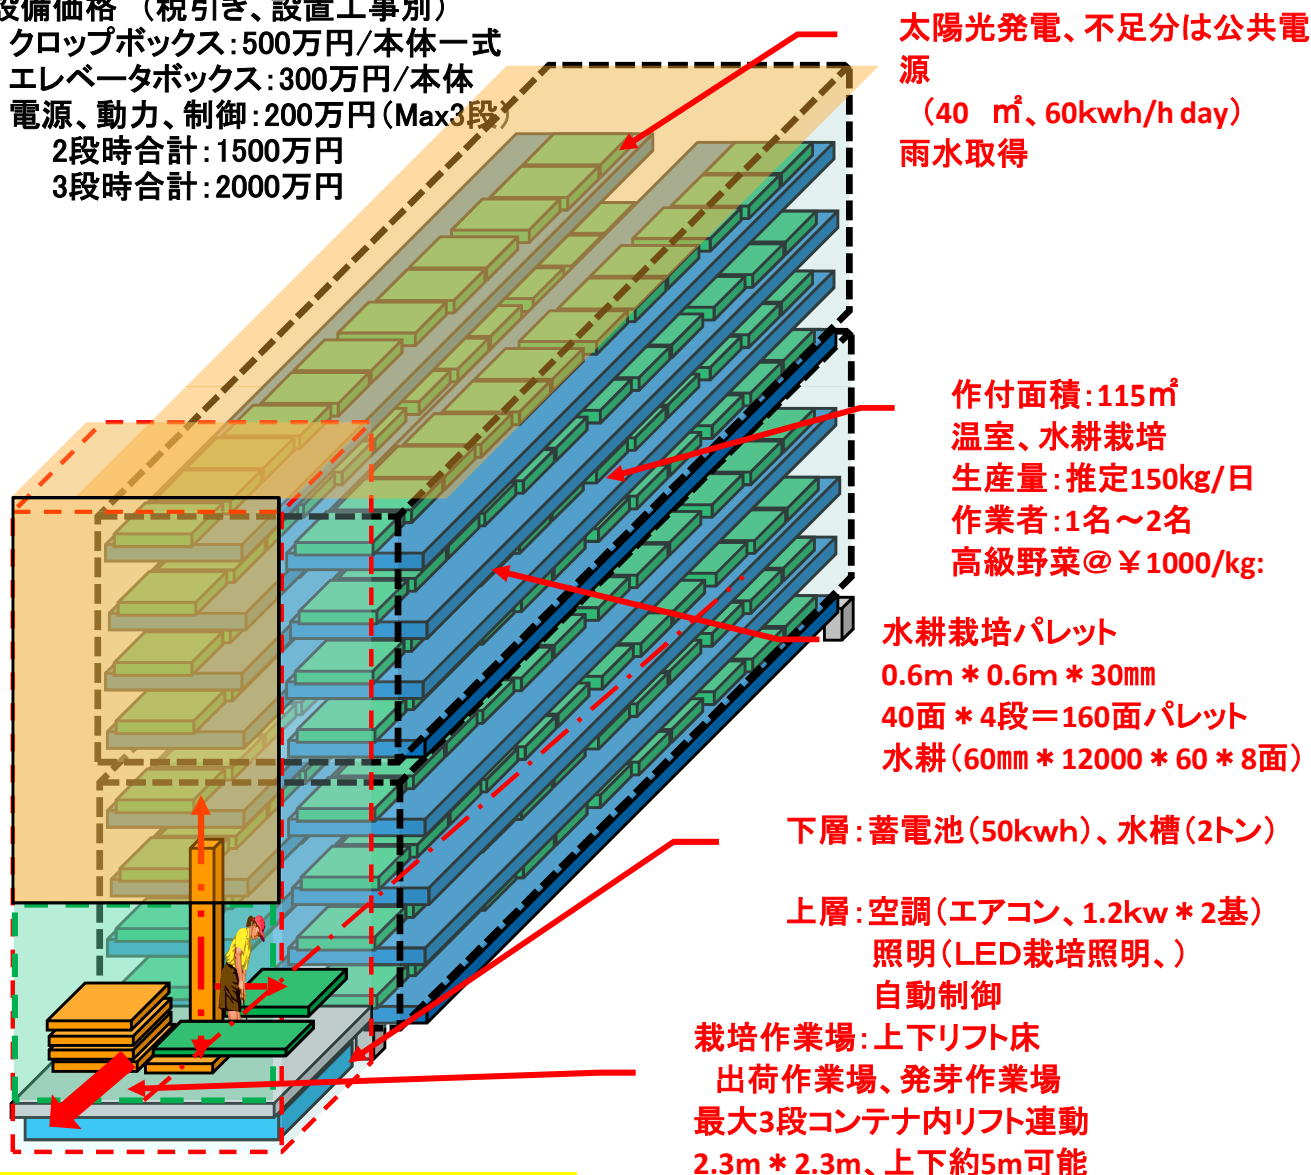 設備価格 （税引き、設置工事別）
クロップボックス：500万円/本体一式
エレベータボックス：300万円/本体
電源、動力、制御：200万円（Max3段）
2段時合計：1500万円
3段時合計：2000万円
太陽光発電、不足分は公共電
源
（40 ㎡、60kwh/h day）
雨水取得
作付面積：115㎡
温室、水耕栽培
生産量：推定150kg/日
作業者：1名～2名
高級野菜＠￥1000/kg:
水耕栽培パレット
0.6ｍ＊0.6ｍ＊30㎜
40面＊4段＝160面パレット
水耕（60㎜＊12000＊60＊8面）
下層：蓄電池（50kwh）、水槽（2トン）
上層：空調（エアコン、1.2kw＊2基）
照明（LED栽培照明、）
自動制御
栽培作業場：上下リフト床
出荷作業場、発芽作業場
最大3段コンテナ内リフト連動
2.3m＊2.3m、上下約5m可能